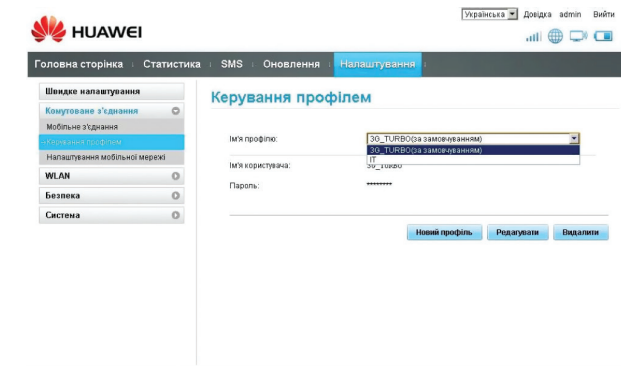 Українська Довідка admin Вийти
HUAWEI
Головна сторінка Статистика SMS Оновлення Налаштування
Швидке налаштування
Комутоване з'єднання
Мобільне з'єднання
Керування профілем
Налаштування мобільної мережі
WLAN
Безпека
Система
Керування профілем
Ім'я профілю: 3G_TURBO(за замовчуванням)
3G_TURBO(за замовчуванням)
IT
Ім'я користувача: 3G_TURBO
Пароль: ********
Новий профіль Редагувати Видалити